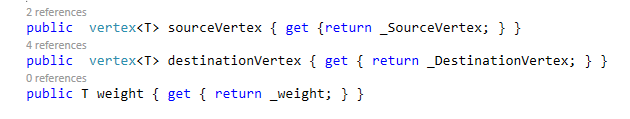 2 references
public  vertex<T> sourceVertex { get {return _SourceVertex; } }
4 references
public  vertex<T> destinationVertex { get { return _DestinationVertex; } }
0 references
public T weight { get { return _weight; } }